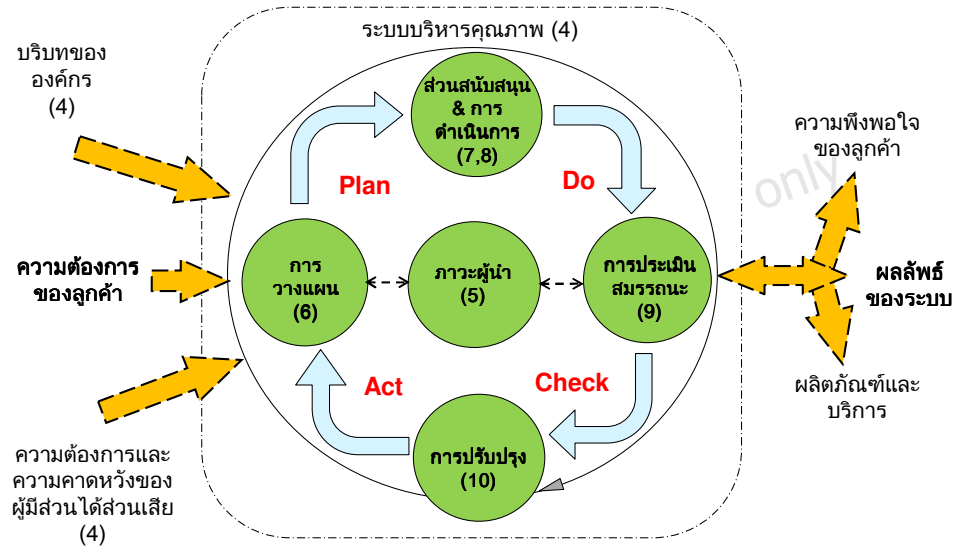 ระบบบริหารคุณภาพ (4)
บริบทของ
องค์กร
(4)
ส่วนสนับสนุน
& การ
ดำเนินการ
(7,8)
ความพึงพอใจ
ของลูกค้า
only
Plan
Do
ความต้องการ
ของลูกค้า
การ
วางแผน
(6)
ภาวะผู้นำ
(5)
การประเมิน
สมรรถนะ
(9)
ผลลัพธ์
ของระบบ
Act
Check
ผลิตภัณฑ์และ
บริการ
การปรับปรุง
(10)
ความต้องการและ
ความคาดหวังของ
ผู้มีส่วนได้ส่วนเสีย
(4)